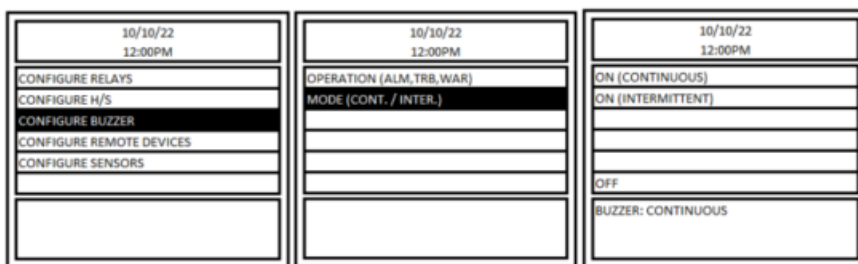 10/10/22
12:00PM
CONFIGURE RELAYS
CONFIGURE H/S
CONFIGURE BUZZER
CONFIGURE REMOTE DEVICES
CONFIGURE SENSORS
10/10/22
12:00PM
OPERATION (ALM,TRB,WAR)
MODE (CONT. / INTER.)
10/10/22
12:00PM
ON (CONTINUOUS)
ON (INTERMITTENT)
OFF
BUZZER: CONTINUOUS